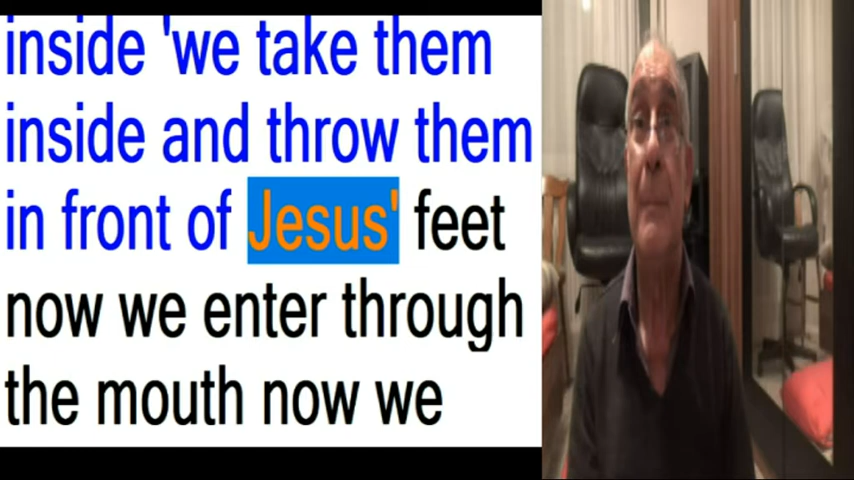 inside 'we take them
inside and throw them
in front of Jesus' feet
now we enter through
the mouth now we